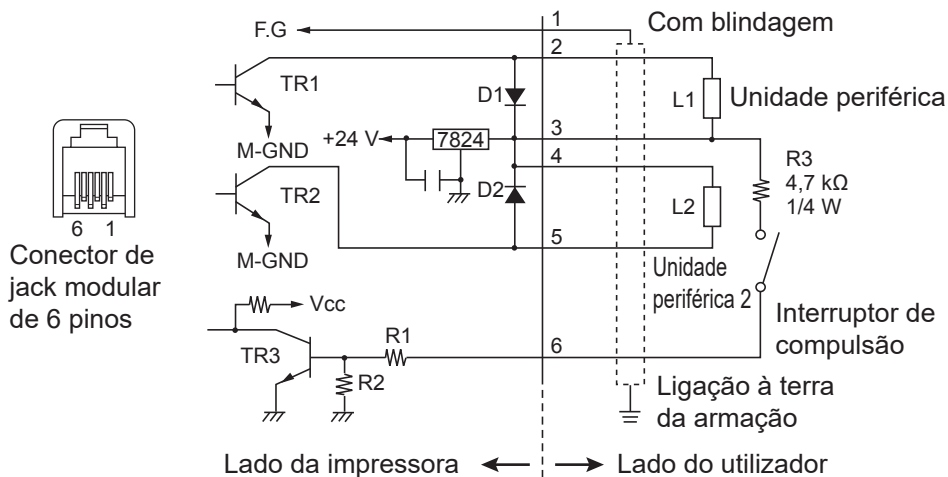 F.G
1
Com blindagem
2
TR1
D1
L1
Unidade periférica
M-GND
+24 V
7824
3
4
R3
4,7 kΩ
1/4 W
TR2
D2
L2
5
M-GND
6 1
Conector de
jack modular
de 6 pinos
Unidade
periférica 2
Vcc
Interruptor de
compulsão
TR3
R1
6
R2
Ligação à terra
da armação
Lado da impressora
Lado do utilizador